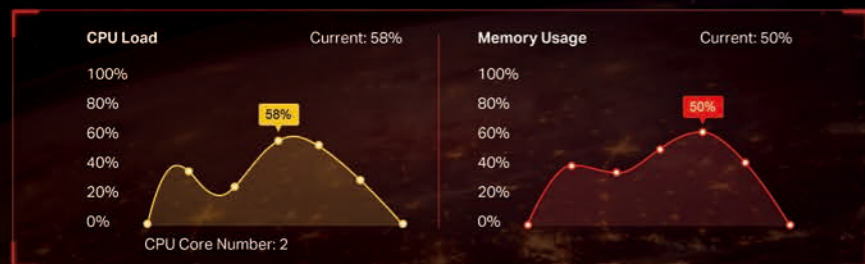 CPU Load
Current: 58%
100%
80%
60%
40%
20%
0%
58%
CPU Core Number: 2
Memory Usage
Current: 50%
100%
80%
60%
40%
20%
0%
50%